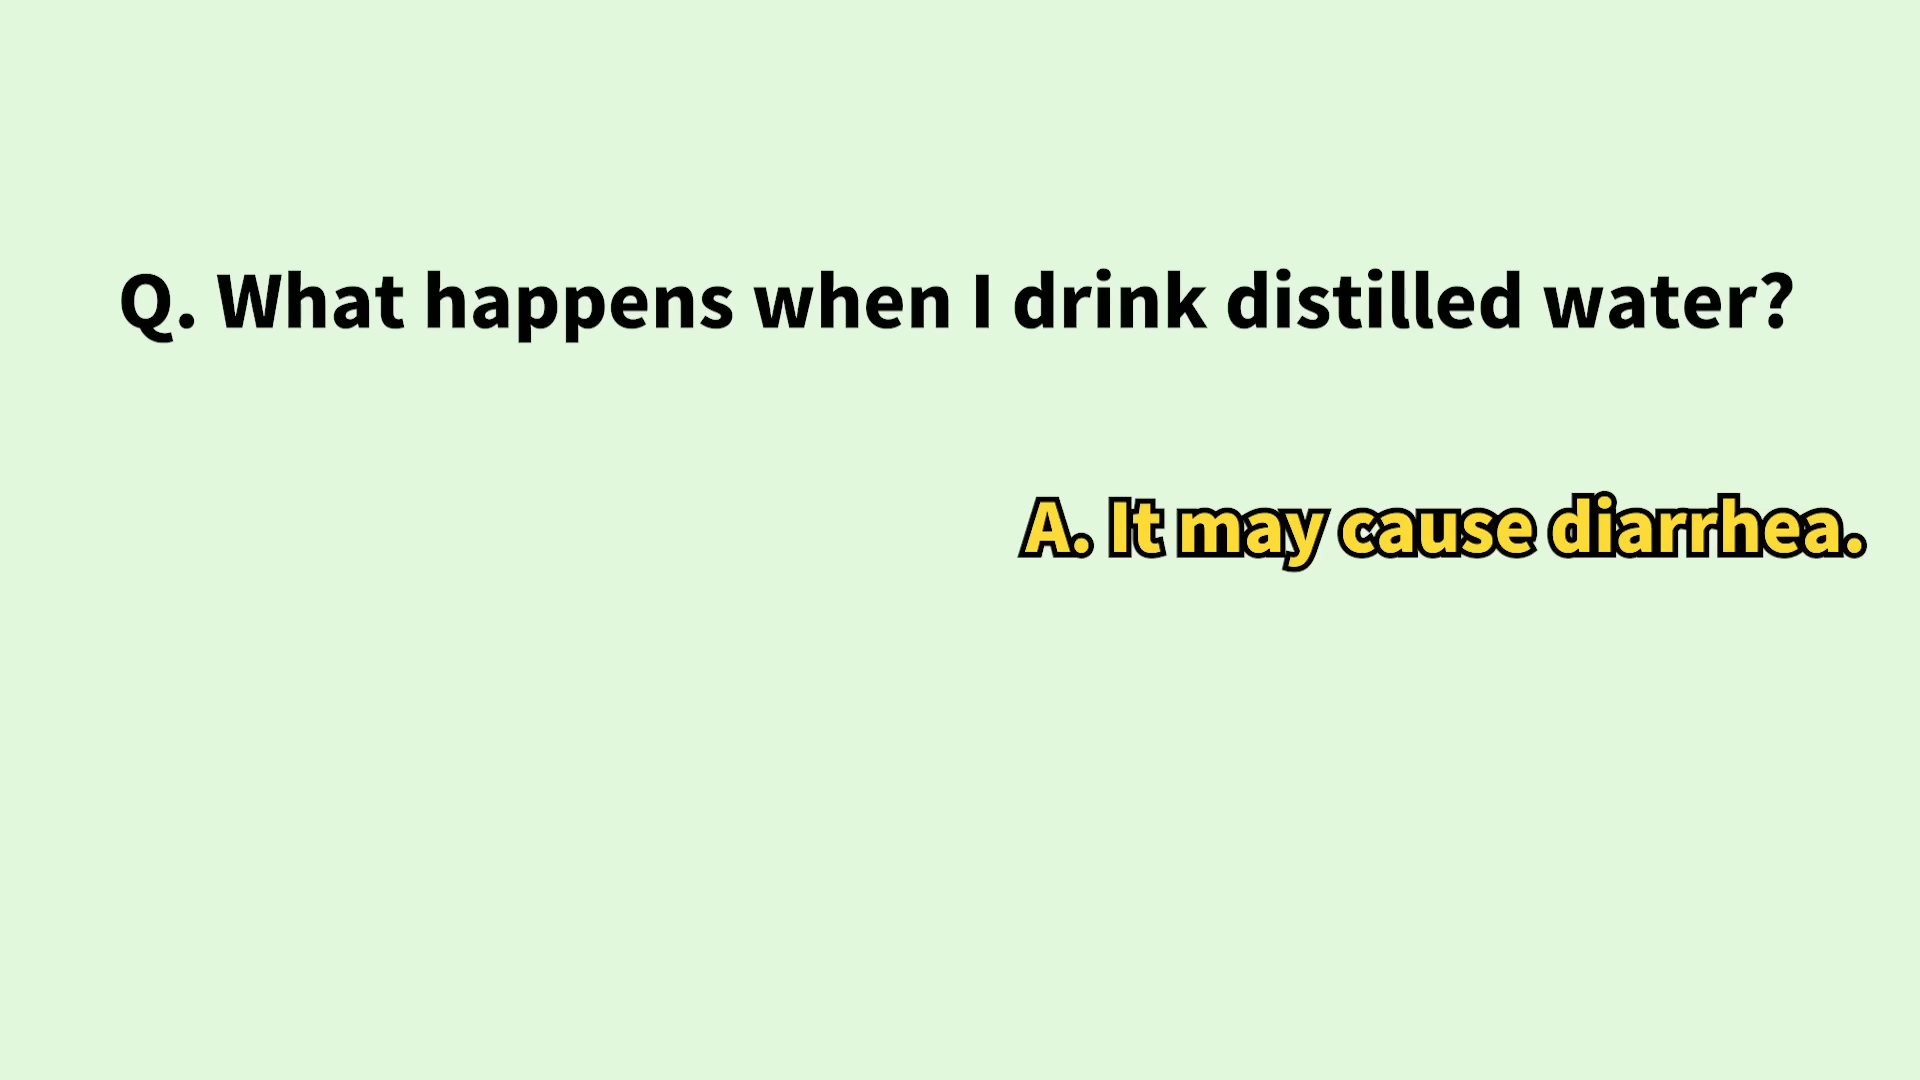 Q. What happens when I drink distilled water?
A. It may cause diarrhea.